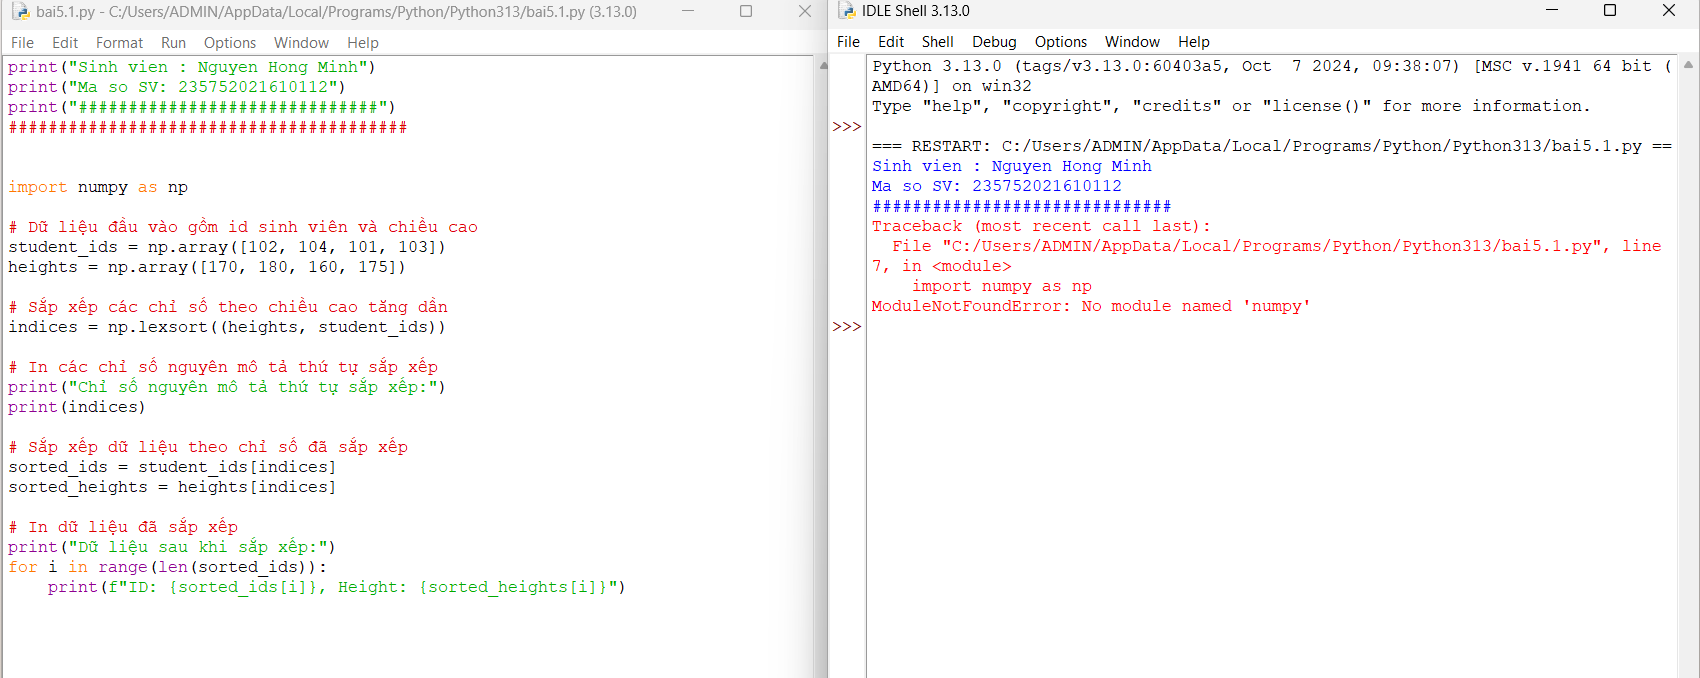 bai5.1.py - C:/Users/ADMIN/AppData/Local/Programs/Python/Python313/bai5.1.py (3.13.0)
File Edit Format Run Options Window Help
print("Sinh vien : Nguyen Hong Minh")
print("Ma so SV: 235752021610112")
print("##############################")
########################################
import numpy as np
# Dữ liệu đầu vào gồm id sinh viên và chiều cao
student_ids = np.array([102, 104, 101, 103])
heights = np.array([170, 180, 160, 175])
# Sắp xếp các chỉ số theo chiều cao tăng dần
indices = np.lexsort((heights, student_ids))
# In các chỉ số nguyên mô tả thứ tự sắp xếp
print("Chỉ số nguyên mô tả thứ tự sắp xếp:")
print(indices)
# Sắp xếp dữ liệu theo chỉ số đã sắp xếp
sorted_ids = student_ids[indices]
sorted_heights = heights[indices]
# In dữ liệu đã sắp xếp
print("Dữ liệu sau khi sắp xếp:")
for i in range(len(sorted_ids)):
    print(f"ID: {sorted_ids[i]}, Height: {sorted_heights[i]}")
IDLE Shell 3.13.0
File Edit Shell Debug Options Window Help
Python 3.13.0 (tags/v3.13.0:60403a5, Oct  7 2024, 09:38:07) [MSC v.1941 64 bit (
AMD64)] on win32
Type "help", "copyright", "credits" or "license()" for more information.
>>>
=== RESTART: C:/Users/ADMIN/AppData/Local/Programs/Python/Python313/bai5.1.py ==
Sinh vien : Nguyen Hong Minh
Ma so SV: 235752021610112
##############################
Traceback (most recent call last):
  File "C:/Users/ADMIN/AppData/Local/Programs/Python/Python313/bai5.1.py", line
7, in <module>
    import numpy as np
ModuleNotFoundError: No module named 'numpy'
>>>